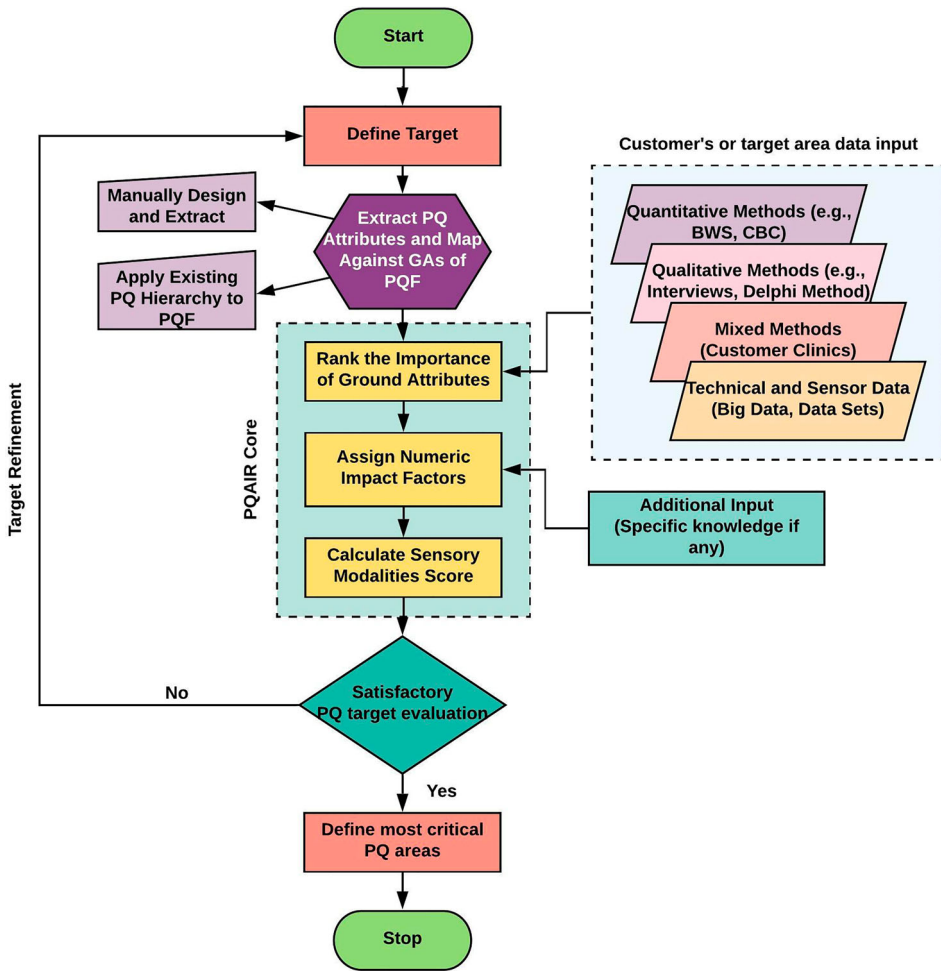 Start
Define Target
Customer's or target area data input
Manually Design
and Extract
Extract PQ
Attributes and Map
Against GAs of
PQF
Quantitative Methods (e.g.,
BWS, CBC)
Apply Existing
PQ Hierarchy to
PQF
Qualitative Methods (e.g.,
Interviews, Delphi Method)
Mixed Methods
(Customer Clinics)
Technical and Sensor Data
(Big Data, Data Sets)
Rank the Importance
of Ground Attributes
Target Refinement
PQAIR Core
Assign Numeric
Impact Factors
Additional Input
(Specific knowledge if
any)
Calculate Sensory
Modalities Score
No
Satisfactory
PQ target evaluation
Yes
Define most critical
PQ areas
Stop